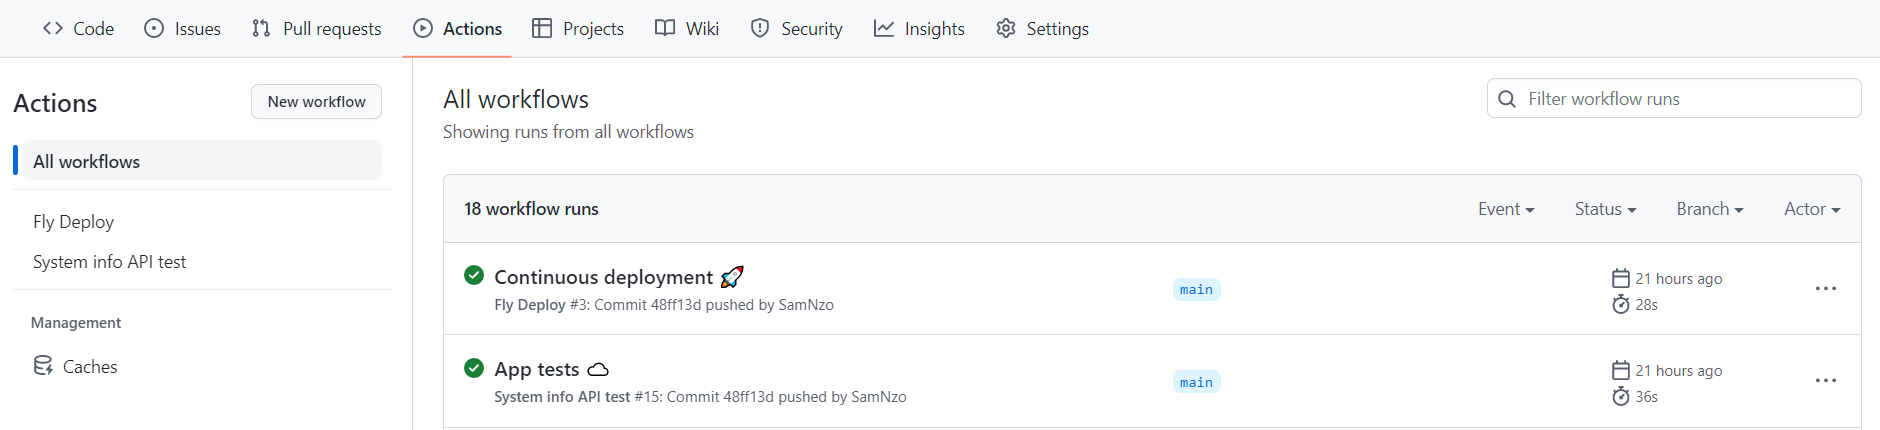 Code Issues Pull requests Actions Projects Wiki Security Insights Settings
Actions
New workflow
All workflows
Fly Deploy
System info API test
Management
Caches
All workflows
Showing runs from all workflows
Filter workflow runs
18 workflow runs
Event Status Branch Actor
Continuous deployment 🚀
Fly Deploy #3: Commit 48ff13d pushed by SamNzo
main
21 hours ago
28s
App tests ☁
System info API test #15: Commit 48ff13d pushed by SamNzo
main
21 hours ago
36s